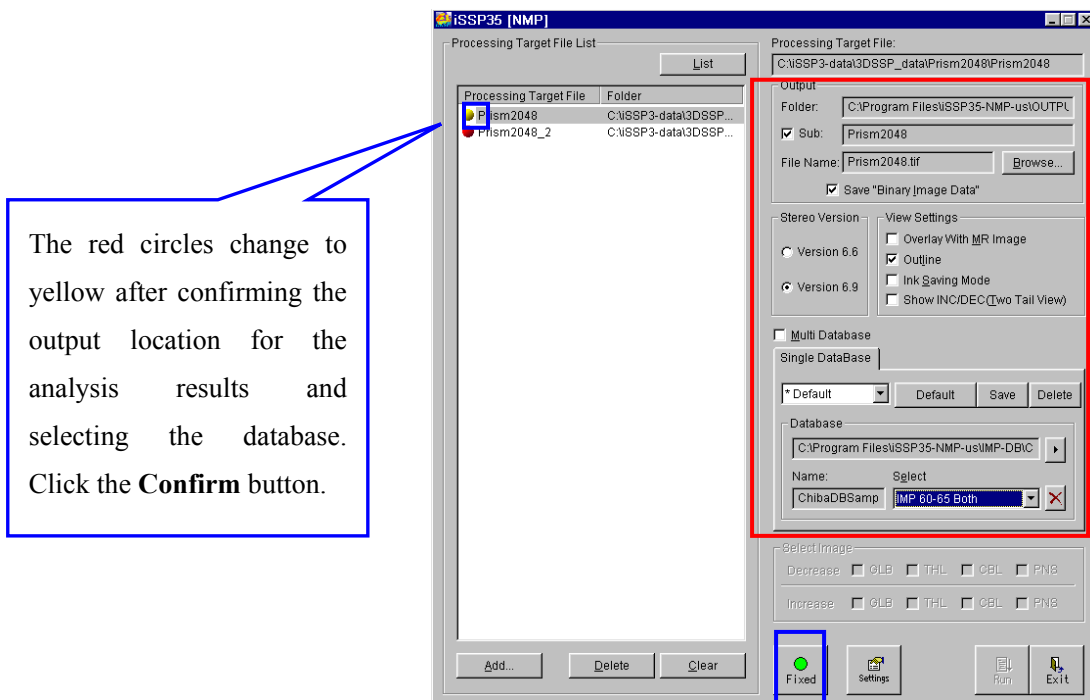 The red circles change to
yellow after confirming the
output location for the
analysis results and
selecting the database.
Click the Confirm button.
iSSP35 [NMP]
Processing Target File List
List
Processing Target File Folder
Prism2048 C:\iSSP3-data\3DSSP...
Prism2048_2 C:\iSSP3-data\3DSSP...
Add... Delete Clear
Processing Target File:
C:\iSSP3-data\3DSSP_data\Prism2048\Prism2048
Output
Folder: C:\Program Files\iSSP35-NMP-us\OUTPU
Sub: Prism2048
File Name: Prism2048.tif Browse...
Save "Binary Image Data"
Stereo Version
Version 6.6
Version 6.9
View Settings
Overlay With MR Image
Outline
Ink Saving Mode
Show INC/DEC(Two Tail View)
Multi Database
Single DataBase
* Default Default Save Delete
Database
C:\Program Files\iSSP35-NMP-us\IMP-DB\C
Name: Select
ChibaDBSamp IMP 60-65 Both
Select Image
Decrease GLB THL CBL PNS
Increase GLB THL CBL PNS
Fixed Settings Run Exit